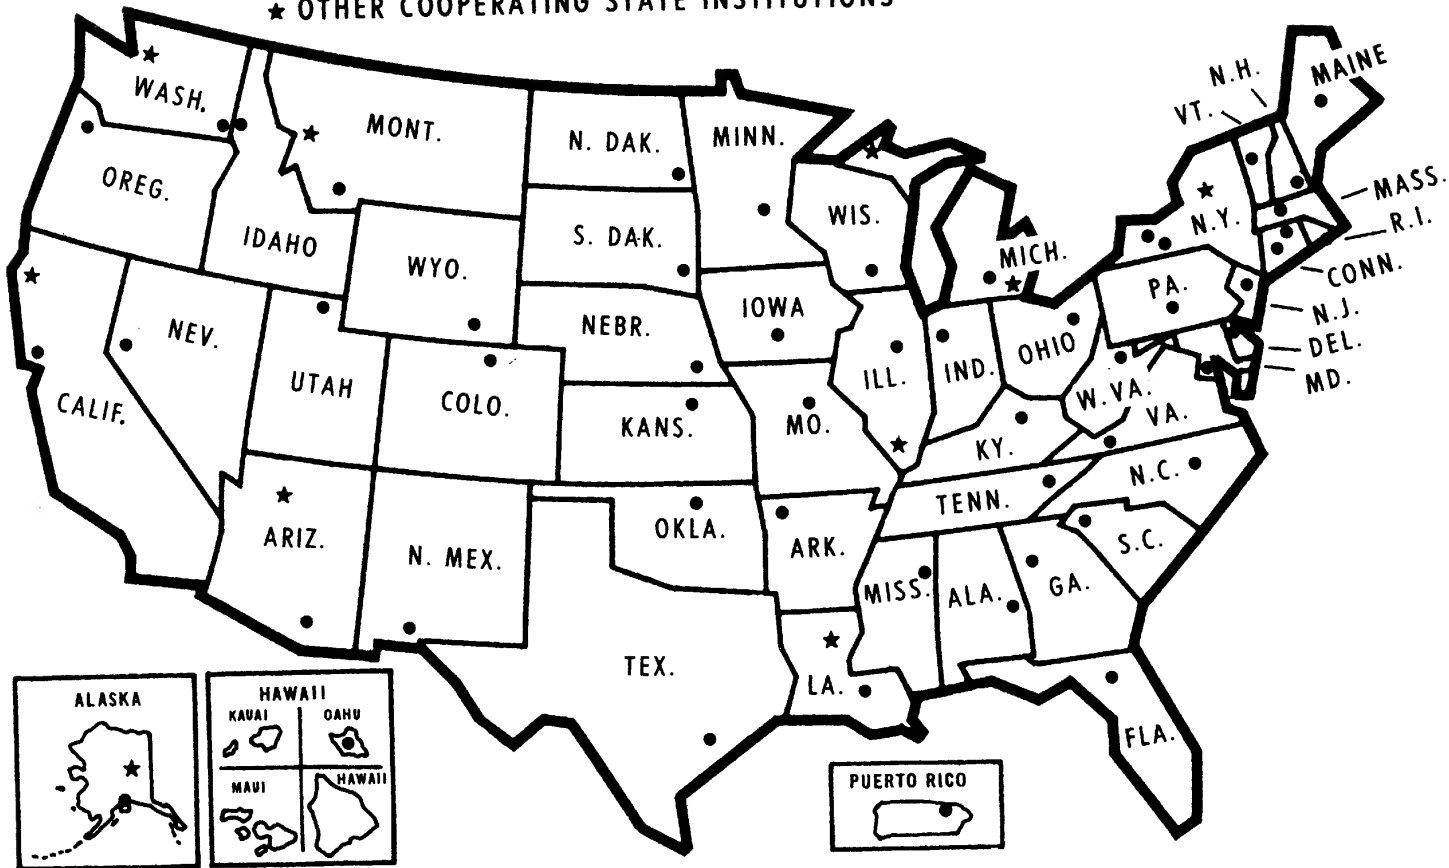 ★ OTHER COOPERATING STATE INSTITUTIONS
WASH.
MONT.
N. DAK.
MINN.
N.H.
MAINE
VT.
OREG.
IDAHO
WYO.
S. DAK.
WIS.
MICH.
N.Y.
MASS.
R.I.
CONN.
NEV.
UTAH
COLO.
NEBR.
IOWA
ILL.
IND.
OHIO
PA.
N.J.
DEL.
MD.
CALIF.
KANS.
MO.
KY.
W.VA.
VA.
ARIZ.
N. MEX.
OKLA.
ARK.
TENN.
N.C.
S.C.
TEX.
LA.
MISS.
ALA.
GA.
FLA.
ALASKA
HAWAII
KAUAI
OAHU
MAUI
HAWAII
PUERTO RICO